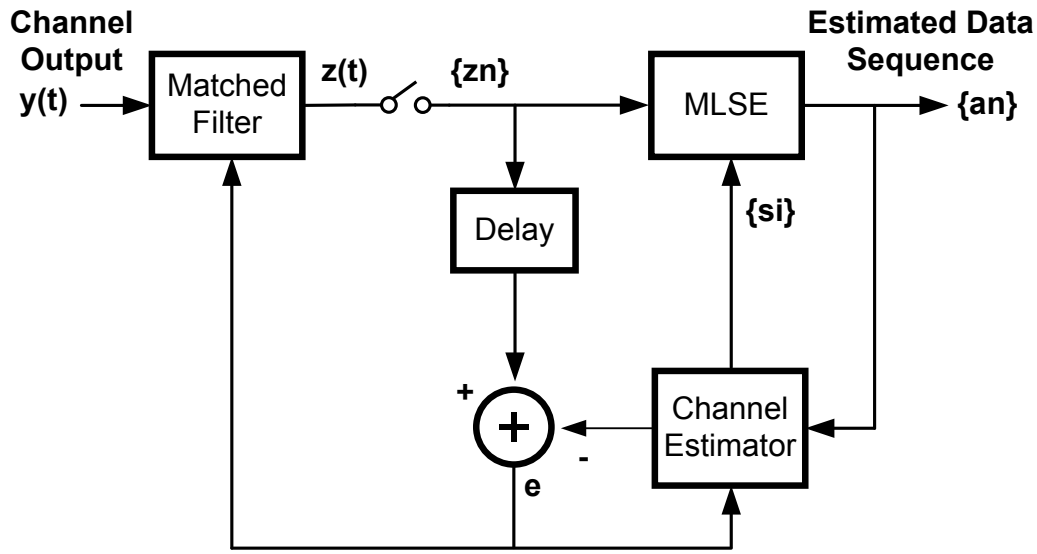 Channel
Output
y(t)
Matched
Filter
z(t)
{zn}
MLSE
Estimated Data
Sequence
{an}
Delay
{si}
+
+
-
e
Channel
Estimator